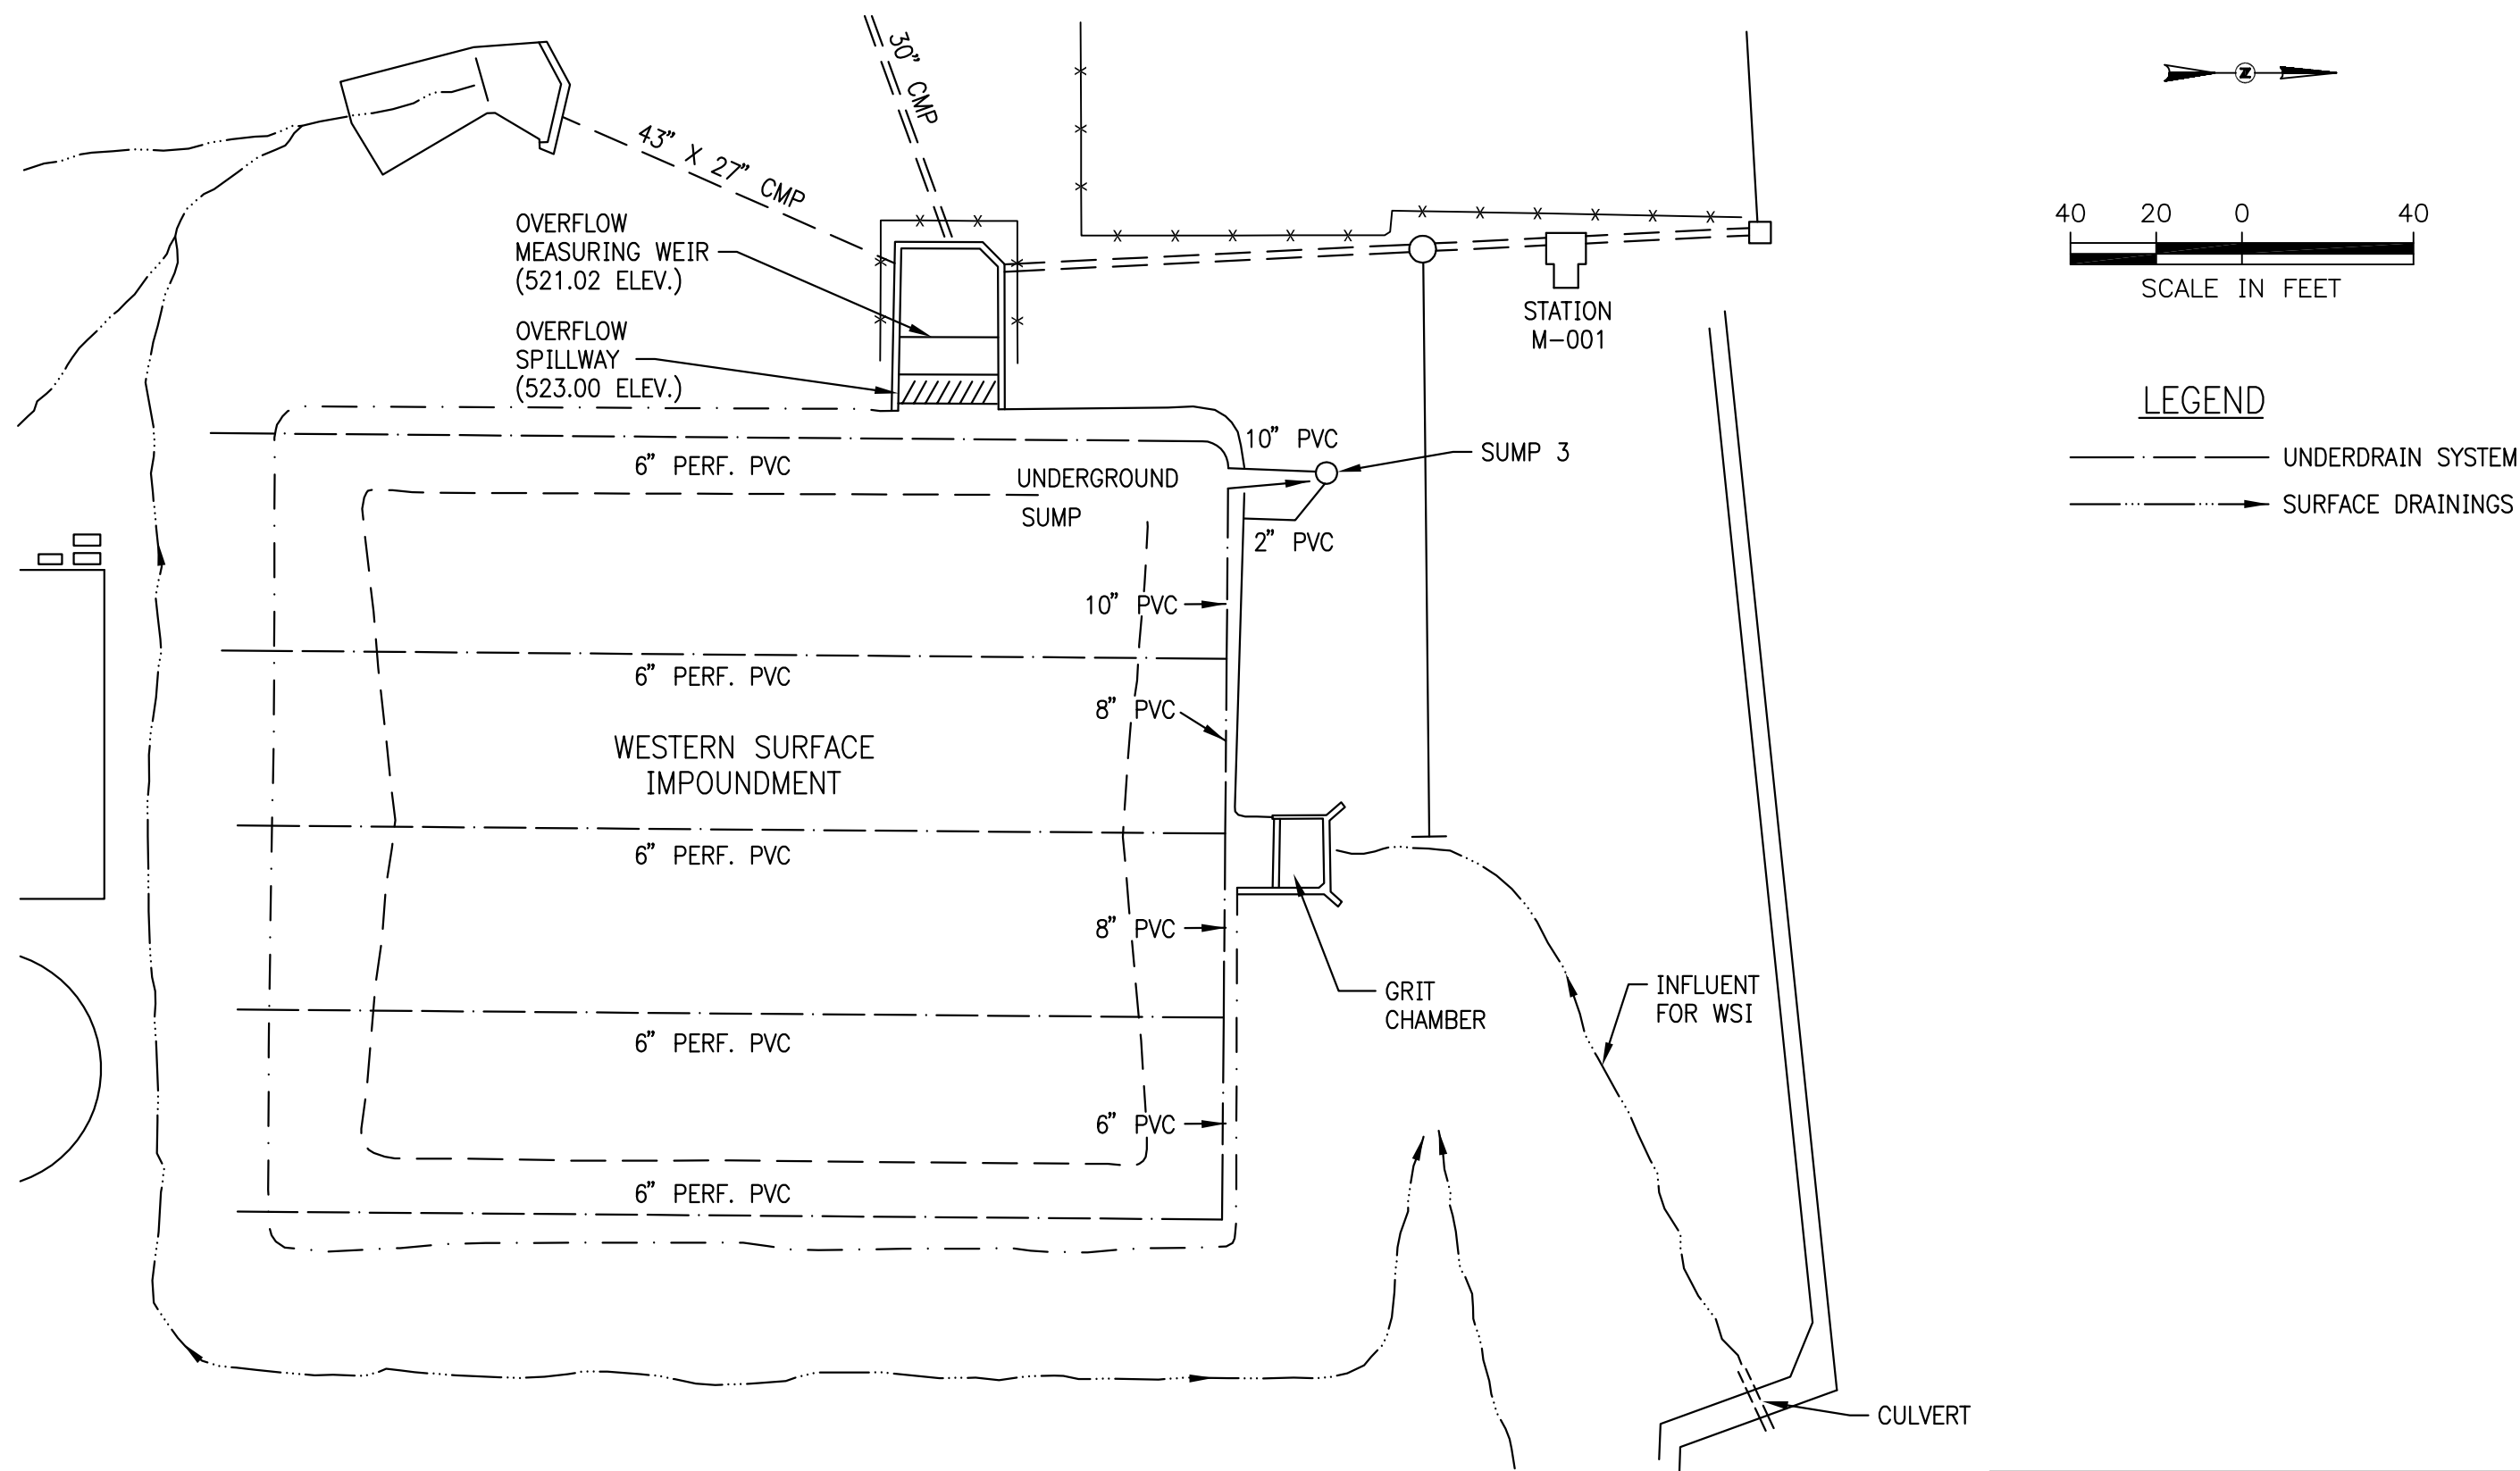 30" CMP
43" X 27" CMP
Z
40 20 0 40
SCALE IN FEET
OVERFLOW
MEASURING WEIR
(521.02 ELEV.)
STATION
M-001
OVERFLOW
SPILLWAY
(523.00 ELEV.)
LEGEND
UNDERDRAIN SYSTEM
SURFACE DRAININGS
10" PVC
SUMP 3
6" PERF. PVC
UNDERGROUND
SUMP
2" PVC
10" PVC
6" PERF. PVC
8" PVC
WESTERN SURFACE
IMPOUNDMENT
6" PERF. PVC
8" PVC
GRIT
CHAMBER
INFLUENT
FOR WSI
6" PERF. PVC
6" PVC
6" PERF. PVC
CULVERT